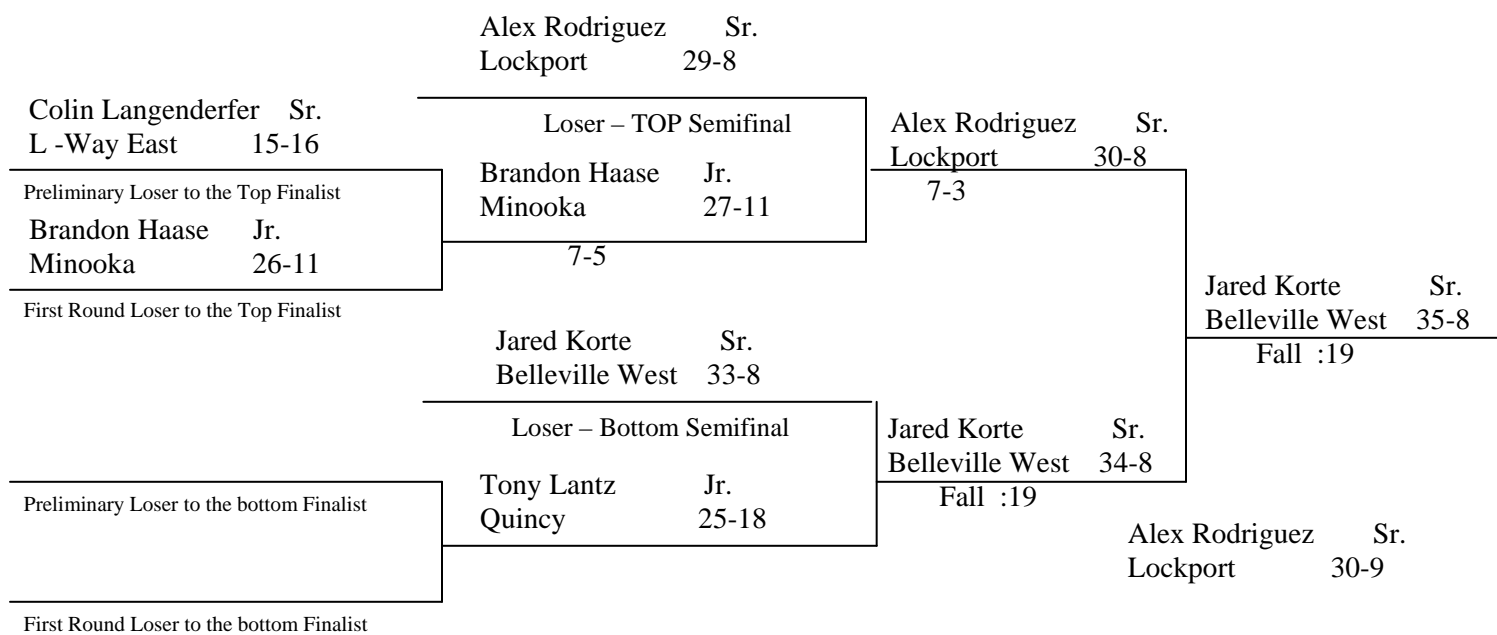 Alex Rodriguez Sr.
Lockport 29-8
Colin Langenderfer Sr.
L -Way East 15-16
Preliminary Loser to the Top Finalist
Brandon Haase Jr.
Minooka 26-11
First Round Loser to the Top Finalist
Loser – TOP Semifinal
Brandon Haase Jr.
Minooka 27-11
7-5
Alex Rodriguez Sr.
Lockport 30-8
7-3
Jared Korte Sr.
Belleville West 33-8
Loser – Bottom Semifinal
Tony Lantz Jr.
Quincy 25-18
Preliminary Loser to the bottom Finalist
First Round Loser to the bottom Finalist
Jared Korte Sr.
Belleville West 34-8
Fall :19
Jared Korte Sr.
Belleville West 35-8
Fall :19
Alex Rodriguez Sr.
Lockport 30-9